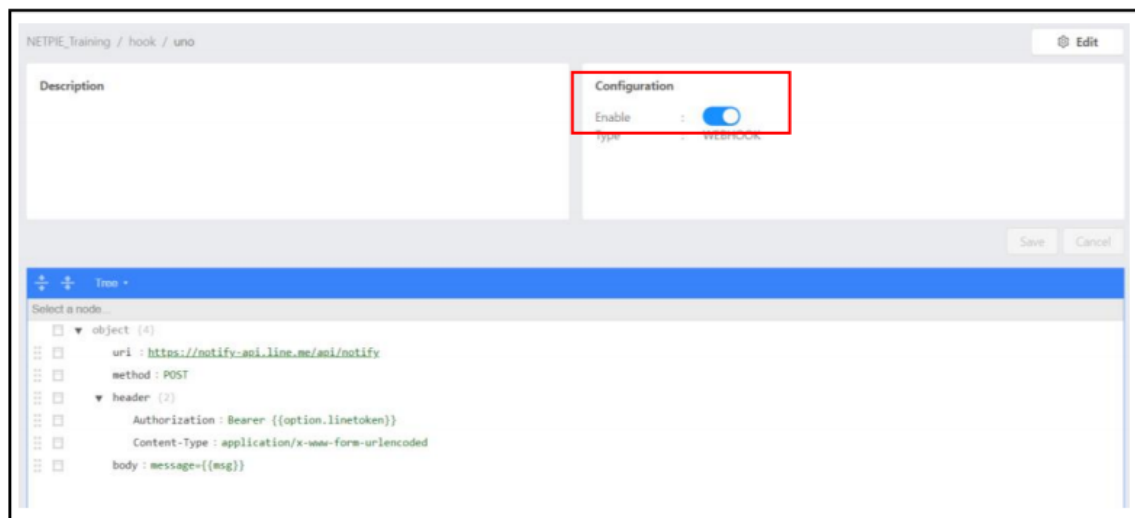 NETPIE_Training / hook / uno
Edit
Description
Configuration
Enable :
Type : WEBHOOK
Save Cancel
Tree
Select a node...
object {4}
uri : https://notify-api.line.me/api/notify
method : POST
header {2}
Authorization : Bearer {{option.linetoken}}
Content-Type : application/x-www-form-urlencoded
body : message={{msg}}